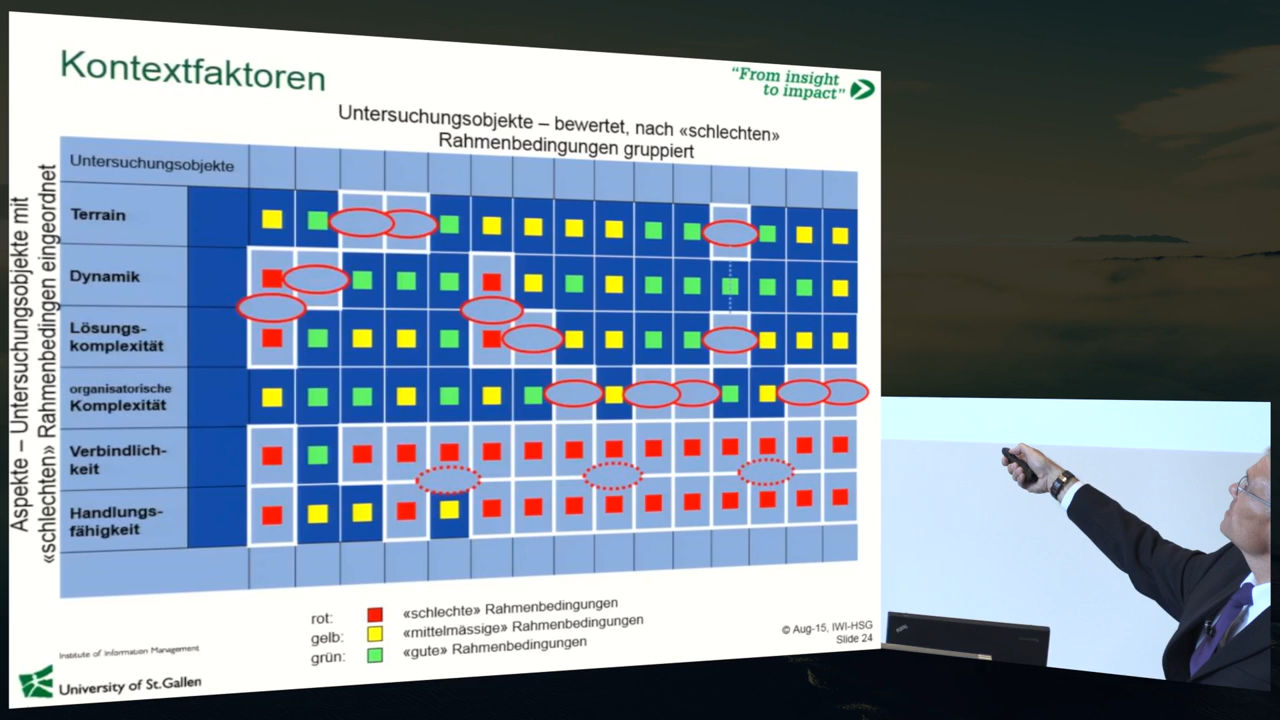 Kontextfaktoren
“From insight
to impact”
Untersuchungsobjekte – bewertet, nach «schlechten»
Rahmenbedingungen gruppiert
Aspekte – Untersuchungsobjekte mit
«schlechten» Rahmenbedingen eingeordnet
Untersuchungsobjekte
Terrain
Dynamik
Lösungs-
komplexität
organisatorische
Komplexität
Verbindlich-
keit
Handlungs-
fähigkeit
rot: «schlechte» Rahmenbedingungen
gelb: «mittelmässige» Rahmenbedingungen
grün: «gute» Rahmenbedingungen
© Aug-15, IWI-HSG
Slide 24
Institute of Information Management
University of St.Gallen